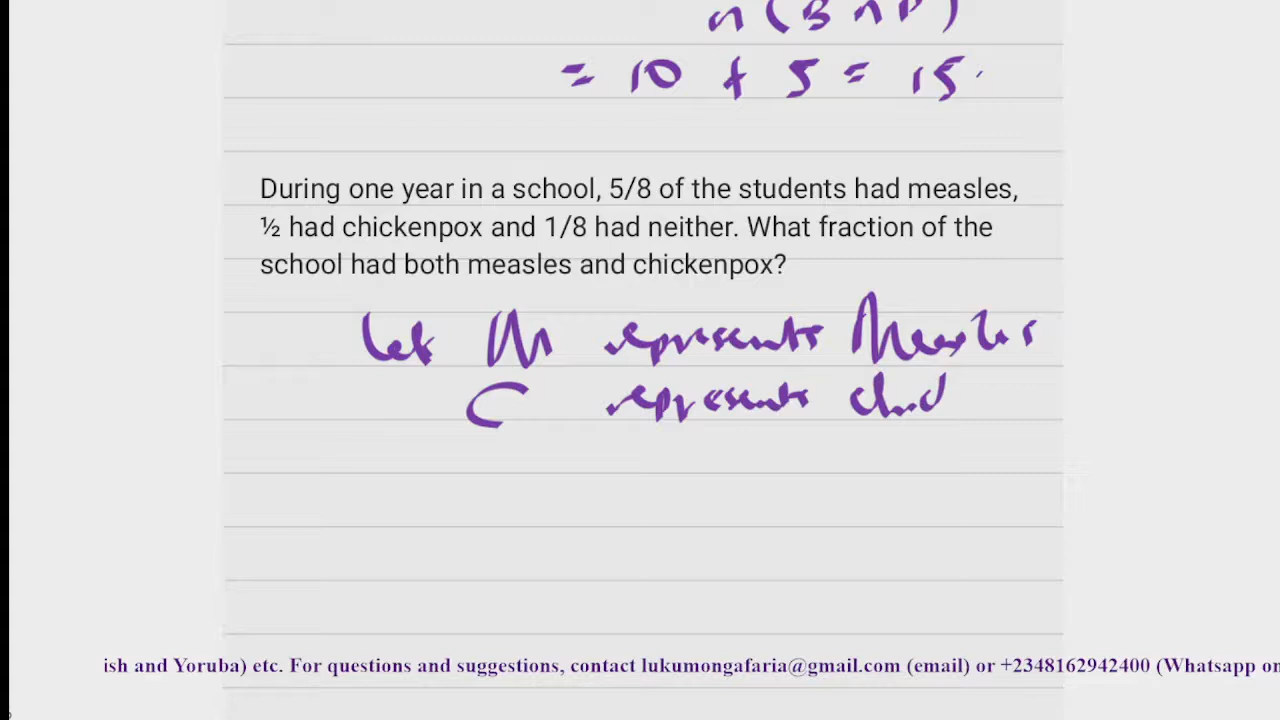 n(B n P)
= 10 + 5 = 15.
During one year in a school, 5/8 of the students had measles,
½ had chickenpox and 1/8 had neither. What fraction of the
school had both measles and chickenpox?
Let M represents Measles
C represents
ish and Yoruba) etc. For questions and suggestions, contact lukumongafaria@gmail.com (email) or +2348162942400 (Whatsapp on